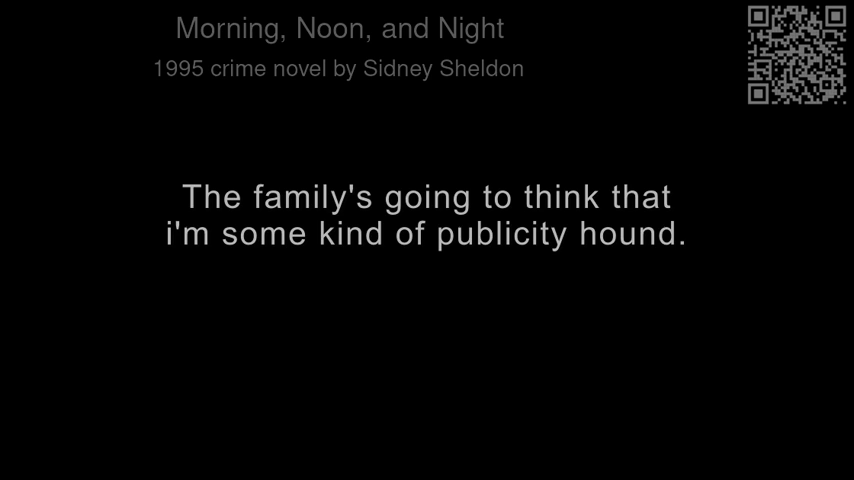 Morning, Noon, and Night
1995 crime novel by Sidney Sheldon
The family's going to think that
i'm some kind of publicity hound.